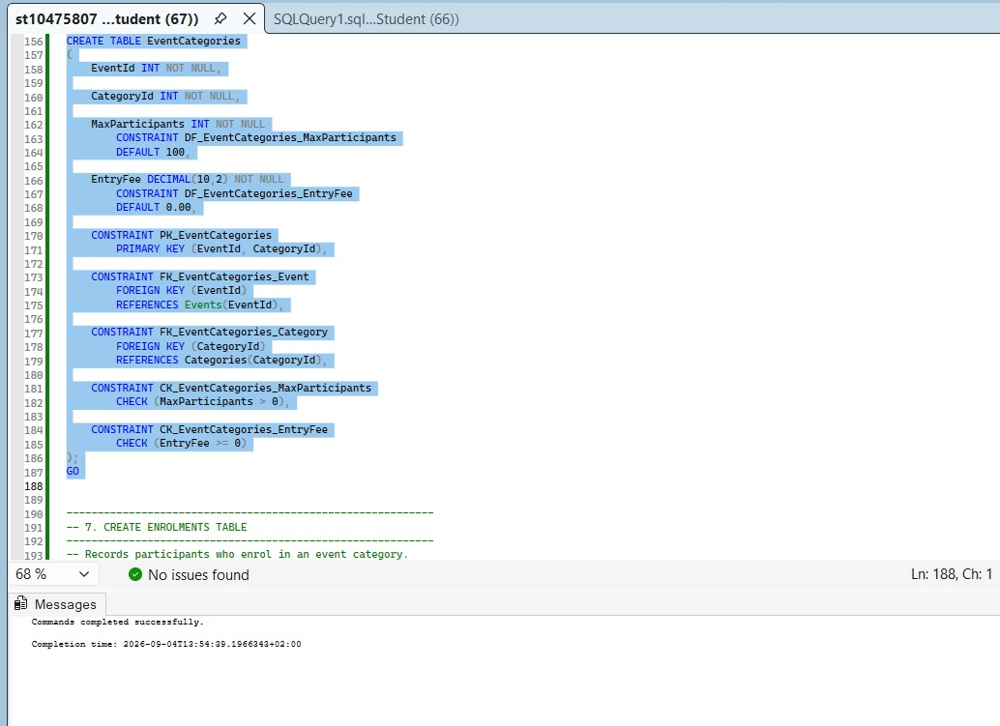 st10475807 ...tudent (67))
SQLQuery1.sql...Student (66))
156 CREATE TABLE EventCategories
157 (
158 EventId INT NOT NULL,
159
160 CategoryId INT NOT NULL,
161
162 MaxParticipants INT NOT NULL
163 CONSTRAINT DF_EventCategories_MaxParticipants
164 DEFAULT 100,
165
166 EntryFee DECIMAL(10,2) NOT NULL
167 CONSTRAINT DF_EventCategories_EntryFee
168 DEFAULT 0.00,
169
170 CONSTRAINT PK_EventCategories
171 PRIMARY KEY (EventId, CategoryId),
172
173 CONSTRAINT FK_EventCategories_Event
174 FOREIGN KEY (EventId)
175 REFERENCES Events(EventId),
176
177 CONSTRAINT FK_EventCategories_Category
178 FOREIGN KEY (CategoryId)
179 REFERENCES Categories(CategoryId),
180
181 CONSTRAINT CK_EventCategories_MaxParticipants
182 CHECK (MaxParticipants > 0),
183
184 CONSTRAINT CK_EventCategories_EntryFee
185 CHECK (EntryFee >= 0)
186 );
187 GO
188
189
190 -----------------------------------------------------------
191 -- 7. CREATE ENROLMENTS TABLE
192 -----------------------------------------------------------
193 -- Records participants who enrol in an event category.
68 % No issues found Ln: 188, Ch: 1
Messages
Commands completed successfully.
Completion time: 2026-09-04T13:54:39.1966343+02:00